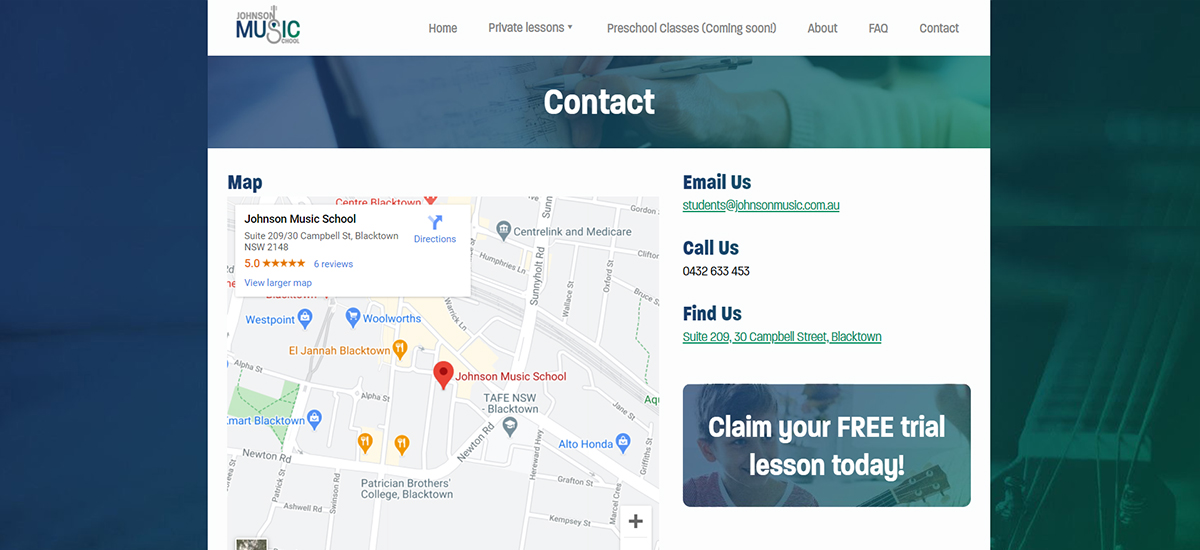 JOHNSON
MUSIC
SCHOOL
Home
Private lessons
Preschool Classes (Coming soon!)
About
FAQ
Contact
Contact
Map
Johnson Music School
Suite 209/30 Campbell St, Blacktown
NSW 2148
5.0
6 reviews
View larger map
Directions
Centre Blacktown
Centrelink and Medicare
Gordon St
Clifton
Humphries Ln
Sunnyholt Rd
Sunn
Oxford St
Wallace St
Bruce S
Warrick Ln
Westpoint
Woolworths
El Jannah Blacktown
Alpha St
Alpha St
Johnson Music School
TAFE NSW
- Blacktown
Jane St
Aqu
Kmart Blacktown
Newton Rd
Newton Rd
Alto Honda
Hereward Hwy
Griffiths St
Patrick St
Swinson Rd
Patrician Brothers'
College, Blacktown
Grafton St
Marcel Cres
Ashwell Rd
Kempsey St
+
Email Us
students@johnsonmusic.com.au
Call Us
0432 633 453
Find Us
Suite 209, 30 Campbell Street, Blacktown
Claim your FREE trial
lesson today!